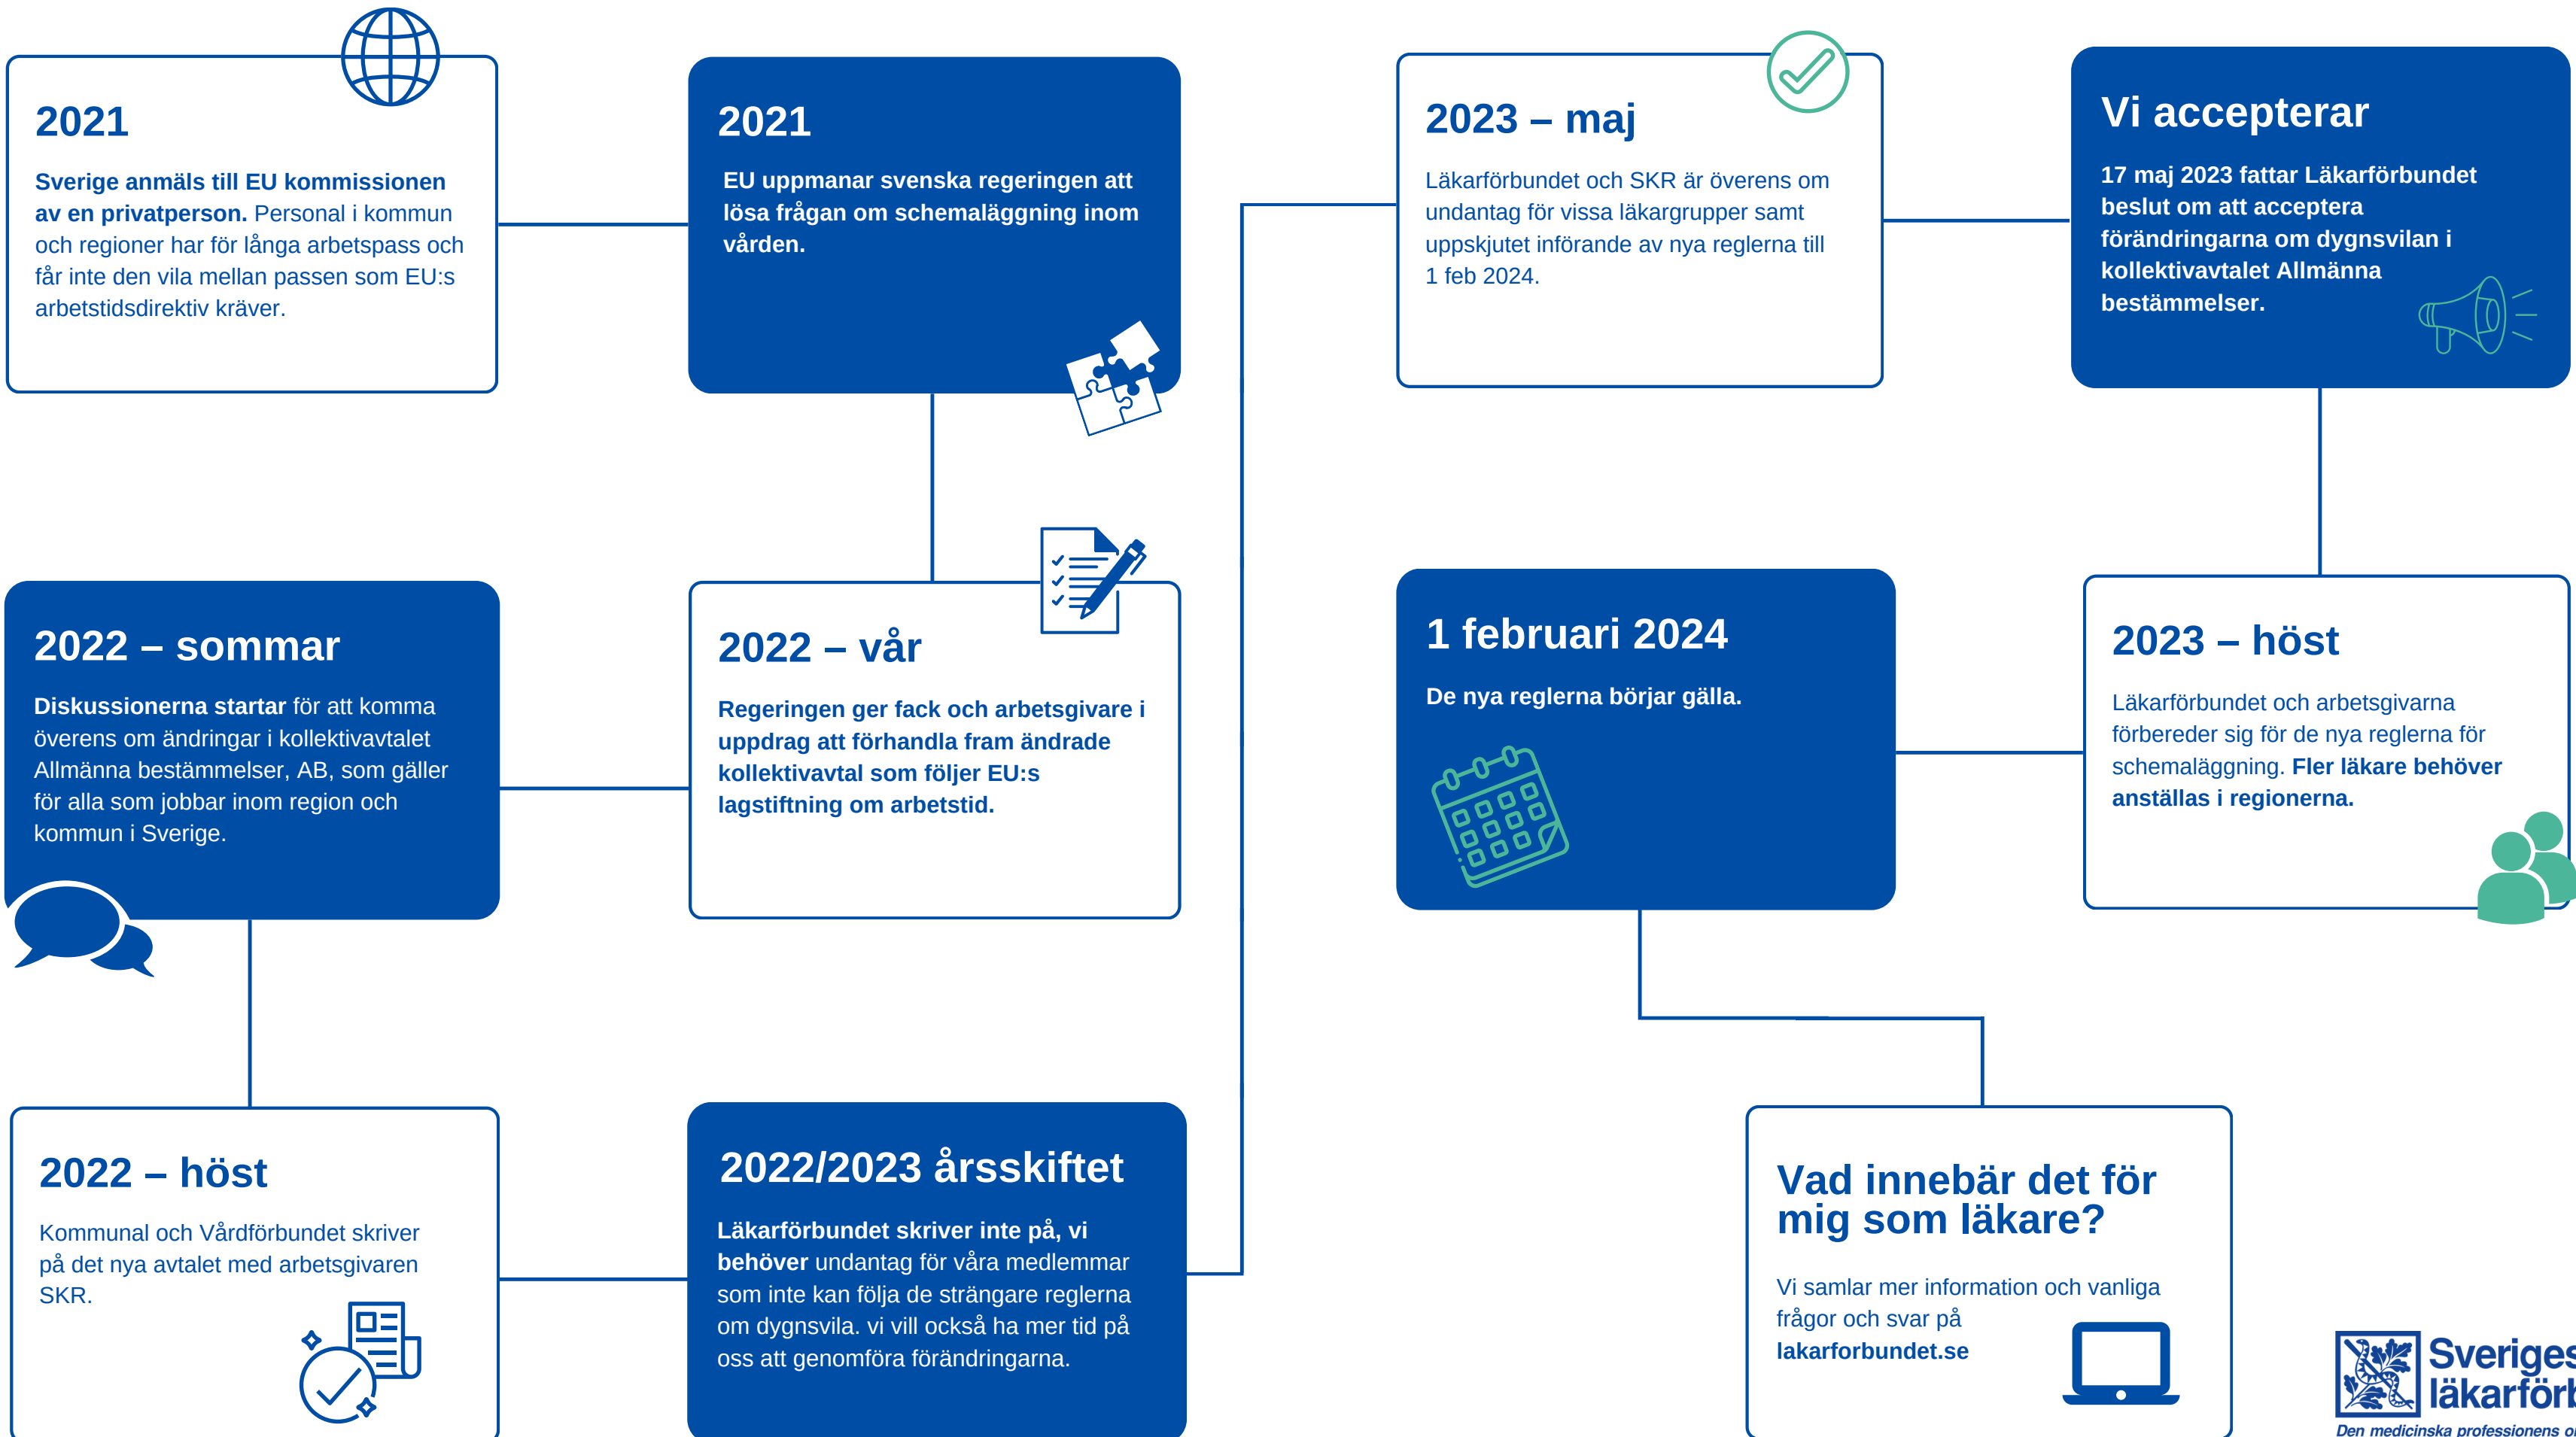 2021
Sverige anmäls till EU kommissionen
av en privatperson. Personal i kommun
och regioner har för långa arbetspass och
får inte den vila mellan passen som EU:s
arbetstidsdirektiv kräver.
2021
EU uppmanar svenska regeringen att
lösa frågan om schemaläggning inom
vården.
2022 – vår
Regeringen ger fack och arbetsgivare i
uppdrag att förhandla fram ändrade
kollektivavtal som följer EU:s
lagstiftning om arbetstid.
2022 – sommar
Diskussionerna startar för att komma
överens om ändringar i kollektivavtalet
Allmänna bestämmelser, AB, som gäller
för alla som jobbar inom region och
kommun i Sverige.
2022 – höst
Kommunal och Vårdförbundet skriver
på det nya avtalet med arbetsgivaren
SKR.
2022/2023 årsskiftet
Läkarförbundet skriver inte på, vi
behöver undantag för våra medlemmar
som inte kan följa de strängare reglerna
om dygnsvila. vi vill också ha mer tid på
oss att genomföra förändringarna.
2023 – maj
Läkarförbundet och SKR är överens om
undantag för vissa läkargrupper samt
uppskjutet införande av nya reglerna till
1 feb 2024.
Vi accepterar
17 maj 2023 fattar Läkarförbundet
beslut om att acceptera
förändringarna om dygnsvilan i
kollektivavtalet Allmänna
bestämmelser.
2023 – höst
Läkarförbundet och arbetsgivarna
förbereder sig för de nya reglerna för
schemaläggning. Fler läkare behöver
anställas i regionerna.
1 februari 2024
De nya reglerna börjar gälla.
Vad innebär det för
mig som läkare?
Vi samlar mer information och vanliga
frågor och svar på
lakarforbundet.se
Sveriges
läkarförb
Den medicinska professionens